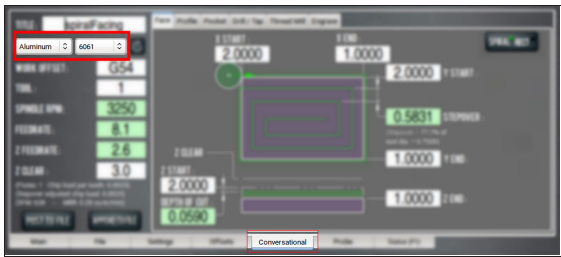 TITLE: spiralFacing
Face Profile Pocket Drill / Tap Thread Mill Engrave
Aluminum 6061
X START: X END:
2.0000 1.0000
SPIRAL RECT
WORK OFFSET: G54
2.0000 Y START:
TOOL: 1
SPINDLE RPM: 3250
0.5831 STEPOVER
FEEDRATE: 8.1
Z FEEDRATE: 2.6
Z CLEAR
1.0000 Y END:
Z CLEAR: 3.0
Z START
2.0000
1.0000 Z END:
DEPTH OF CUT
0.0590
POST TO FILE APPEND TO FILE
Main File Settings Offsets Conversational Probe Status (F1)